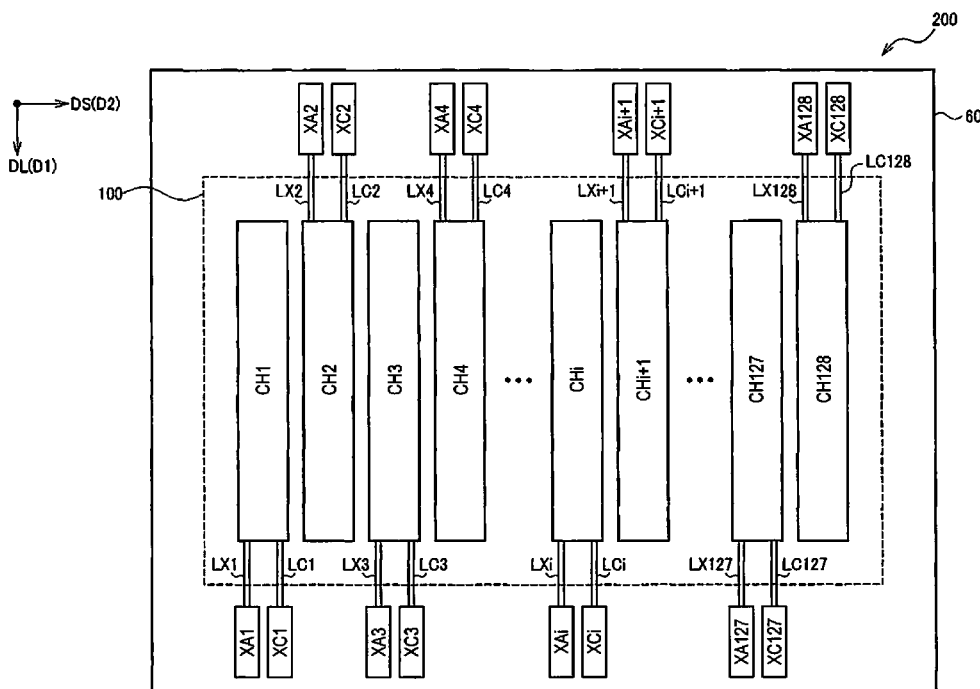 200
DS(D2)
DL(D1)
60
XA2 XC2 XA4 XC4 XAi+1 XCi+1 XA128 XC128
LC128
100
LX2 LC2 LX4 LC4 LXi+1 LCi+1 LX128
CH1 CH2 CH3 CH4 ••• CHi CHi+1 ••• CH127 CH128
LX1 LC1 LX3 LC3 LXi LCi LX127 LC127
XA1 XC1 XA3 XC3 XAi XCi XA127 XC127